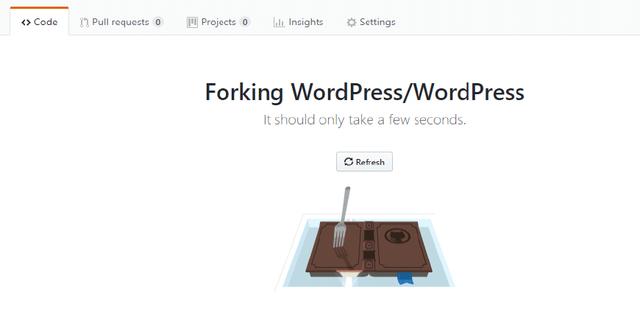 Code Pull requests 0 Projects 0 Insights Settings
Forking WordPress/WordPress
It should only take a few seconds.
Refresh